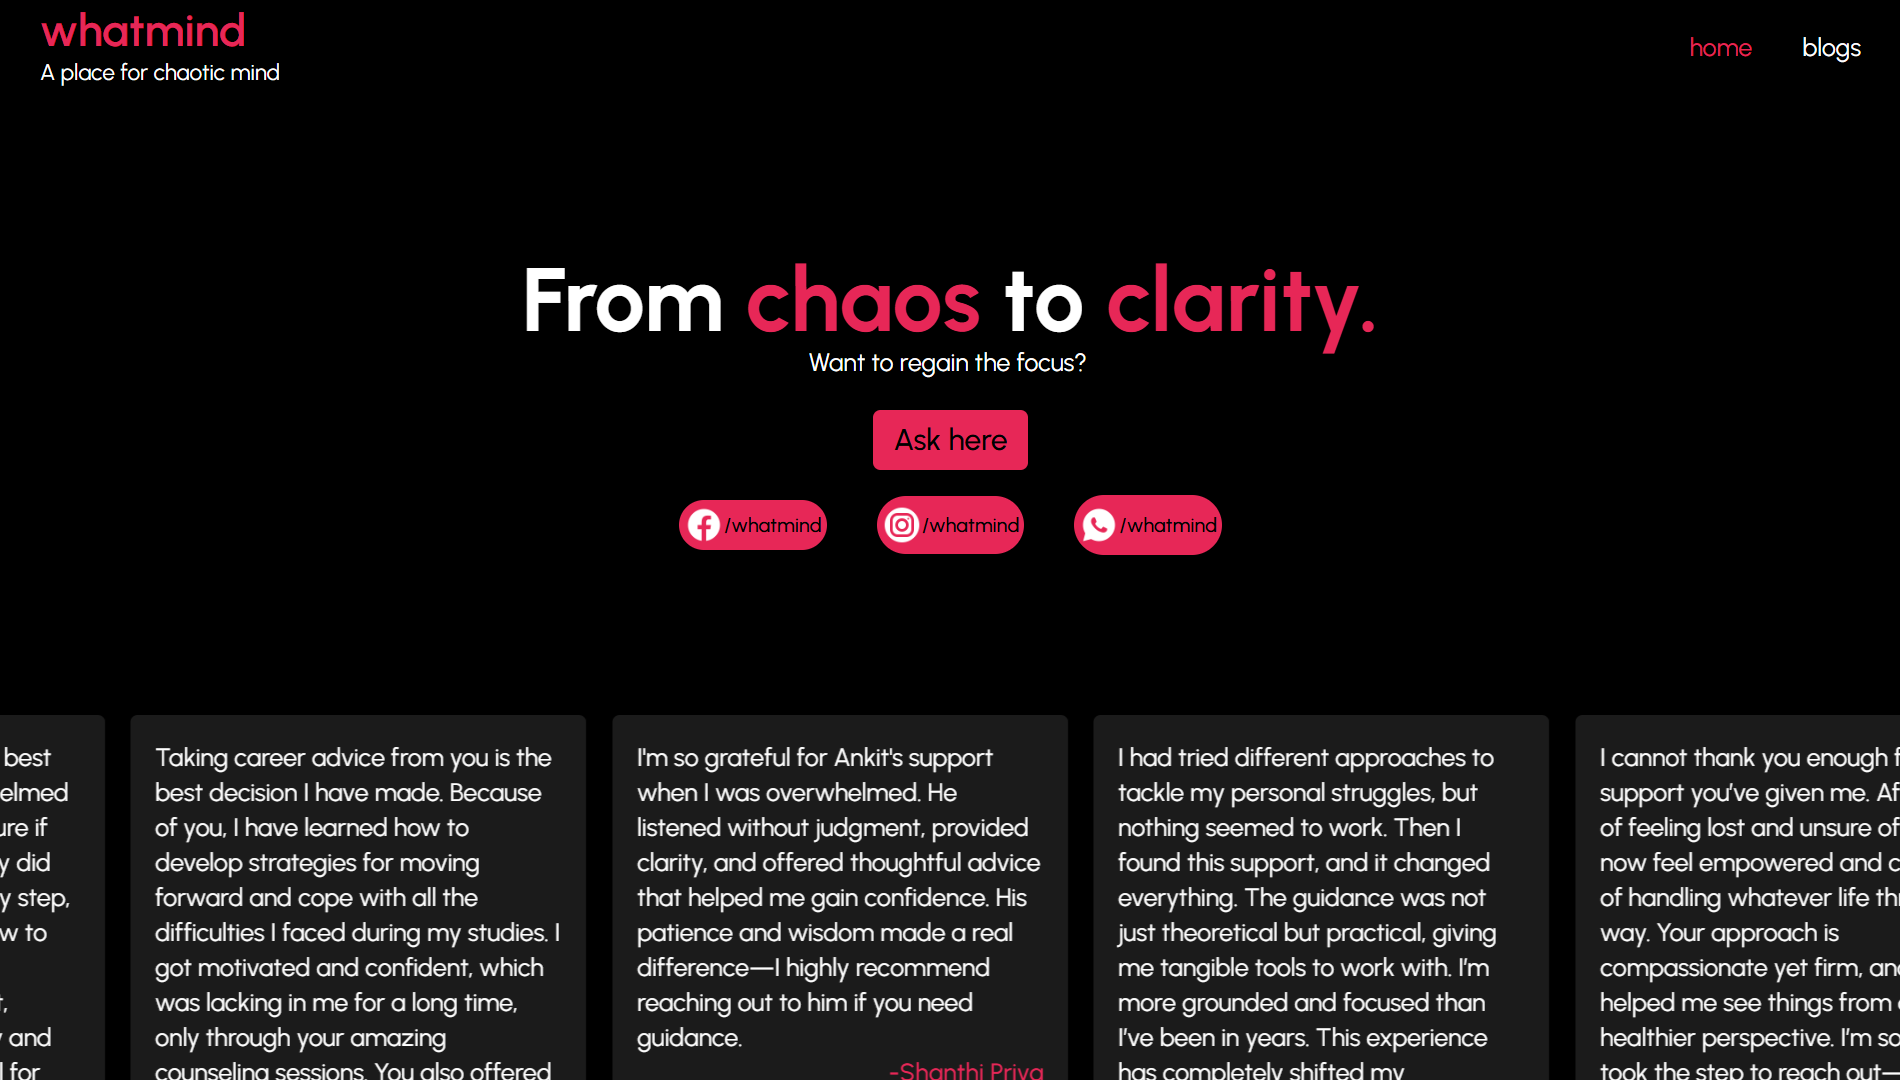 whatmind
A place for chaotic mind
home
blogs
From chaos to clarity.
Want to regain the focus?
Ask here
/whatmind
/whatmind
/whatmind
best
elmed
ure if
y did
y step,
w to
and
for
Taking career advice from you is the
best decision I have made. Because
of you, I have learned how to
develop strategies for moving
forward and cope with all the
difficulties I faced during my studies. I
got motivated and confident, which
was lacking in me for a long time,
only through your amazing
counseling sessions. You also offered
I'm so grateful for Ankit's support
when I was overwhelmed. He
listened without judgment, provided
clarity, and offered thoughtful advice
that helped me gain confidence. His
patience and wisdom made a real
difference—I highly recommend
reaching out to him if you need
guidance.
-Shanthi Priya
I had tried different approaches to
tackle my personal struggles, but
nothing seemed to work. Then I
found this support, and it changed
everything. The guidance was not
just theoretical but practical, giving
me tangible tools to work with. I'm
more grounded and focused than
I've been in years. This experience
has completely shifted my
I cannot thank you enough f
support you've given me. Af
of feeling lost and unsure of
now feel empowered and c
of handling whatever life thr
way. Your approach is
compassionate yet firm, and
helped me see things from
healthier perspective. I'm so
took the step to reach out—